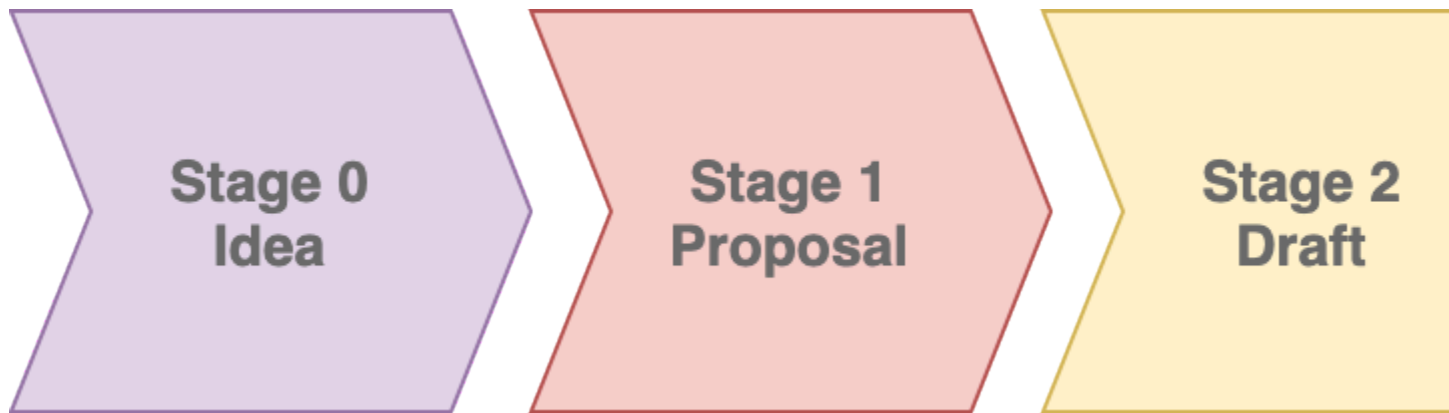 Stage 0
Idea
Stage 1
Proposal
Stage 2
Draft